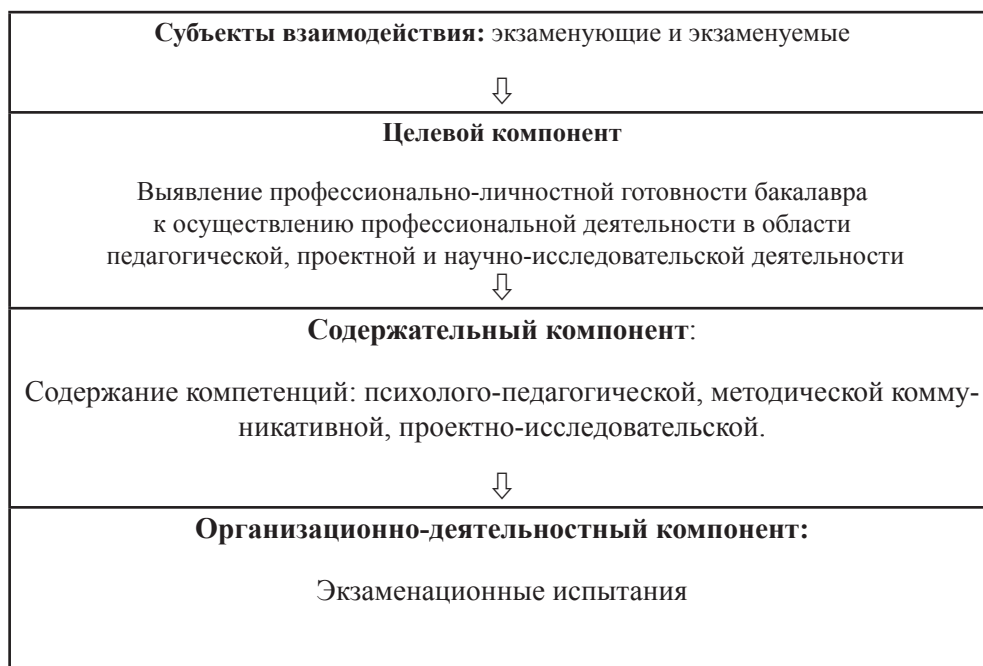 Субъекты взаимодействия: экзаменующие и экзаменуемые
⇩
Целевой компонент
Выявление профессионально-личностной готовности бакалавра
к осуществлению профессиональной деятельности в области
педагогической, проектной и научно-исследовательской деятельности
⇩
Содержательный компонент:
Содержание компетенций: психолого-педагогической, методической комму-
никативной, проектно-исследовательской.
⇩
Организационно-деятельностный компонент:
Экзаменационные испытания